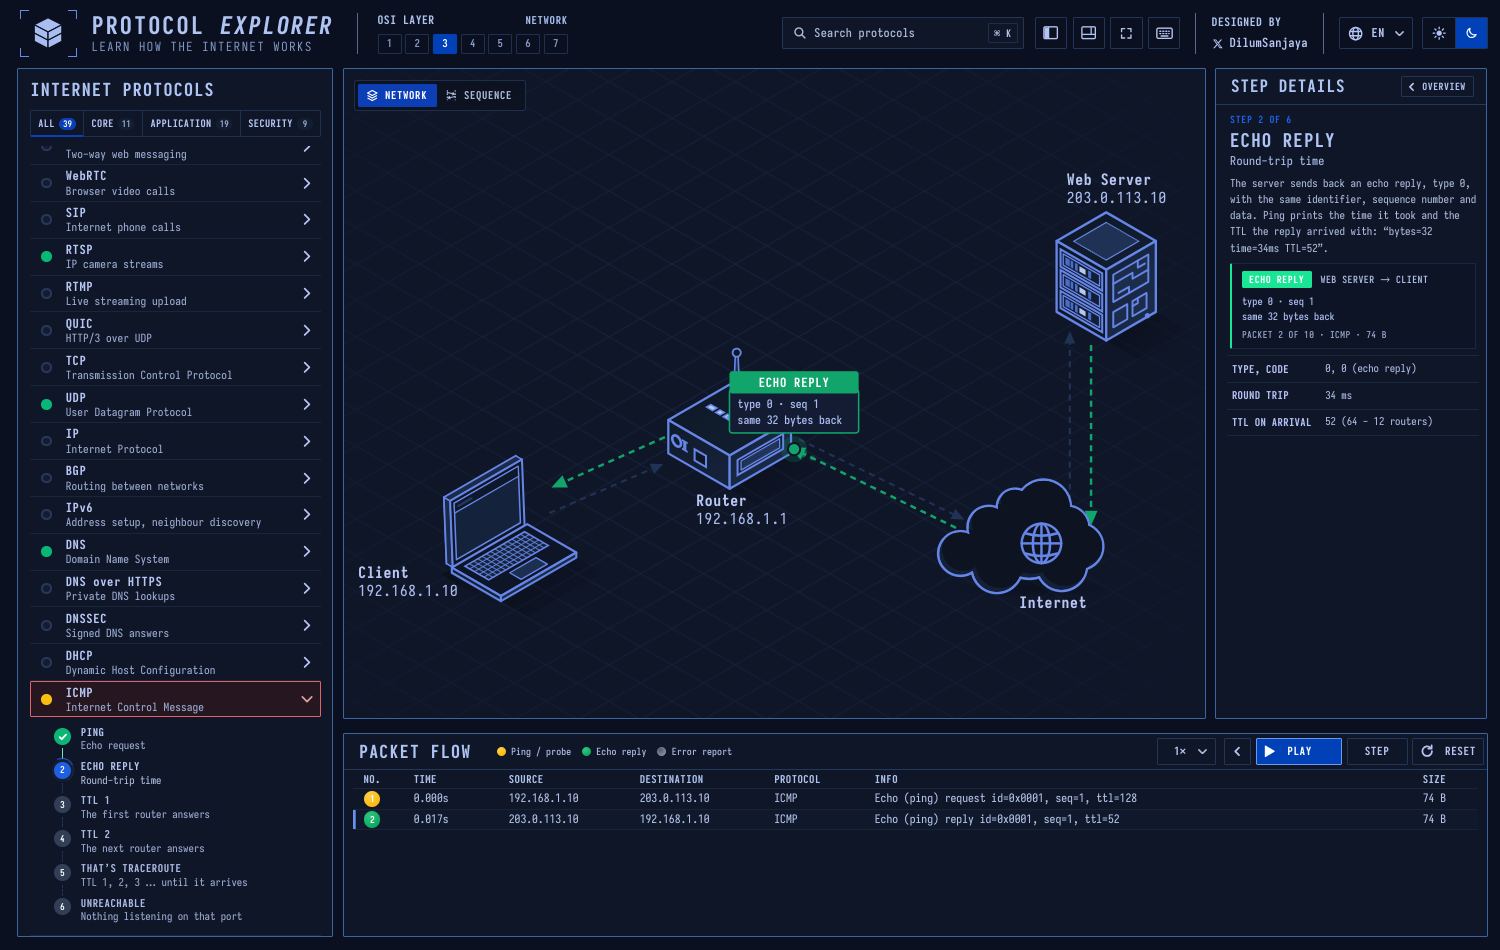 PROTOCOL EXPLORER
LEARN HOW THE INTERNET WORKS
OSI LAYER NETWORK
1 2 3 4 5 6 7
Search protocols ⌘ K
DESIGNED BY
DilumSanjaya
EN
INTERNET PROTOCOLS
ALL 39 CORE 11 APPLICATION 19 SECURITY 9
Two-way web messaging
WebRTC
Browser video calls
SIP
Internet phone calls
RTSP
IP camera streams
RTMP
Live streaming upload
QUIC
HTTP/3 over UDP
TCP
Transmission Control Protocol
UDP
User Datagram Protocol
IP
Internet Protocol
BGP
Routing between networks
IPv6
Address setup, neighbour discovery
DNS
Domain Name System
DNS over HTTPS
Private DNS lookups
DNSSEC
Signed DNS answers
DHCP
Dynamic Host Configuration
ICMP
Internet Control Message
PING
Echo request
2 ECHO REPLY
Round-trip time
3 TTL 1
The first router answers
4 TTL 2
The next router answers
5 THAT'S TRACEROUTE
TTL 1, 2, 3 … until it arrives
6 UNREACHABLE
Nothing listening on that port
NETWORK SEQUENCE
Web Server
203.0.113.10
ECHO REPLY
type 0 · seq 1
same 32 bytes back
Router
192.168.1.1
Client
192.168.1.10
Internet
STEP DETAILS OVERVIEW
STEP 2 OF 6
ECHO REPLY
Round-trip time
The server sends back an echo reply, type 0,
with the same identifier, sequence number and
data. Ping prints the time it took and the
TTL the reply arrived with: “bytes=32
time=34ms TTL=52”.
ECHO REPLY WEB SERVER → CLIENT
type 0 · seq 1
same 32 bytes back
PACKET 2 OF 10 · ICMP · 74 B
TYPE, CODE 0, 0 (echo reply)
ROUND TRIP 34 ms
TTL ON ARRIVAL 52 (64 − 12 routers)
PACKET FLOW Ping / probe Echo reply Error report 1× PLAY STEP RESET
NO. TIME SOURCE DESTINATION PROTOCOL INFO SIZE
1 0.000s 192.168.1.10 203.0.113.10 ICMP Echo (ping) request id=0x0001, seq=1, ttl=128 74 B
2 0.017s 203.0.113.10 192.168.1.10 ICMP Echo (ping) reply id=0x0001, seq=1, ttl=52 74 B